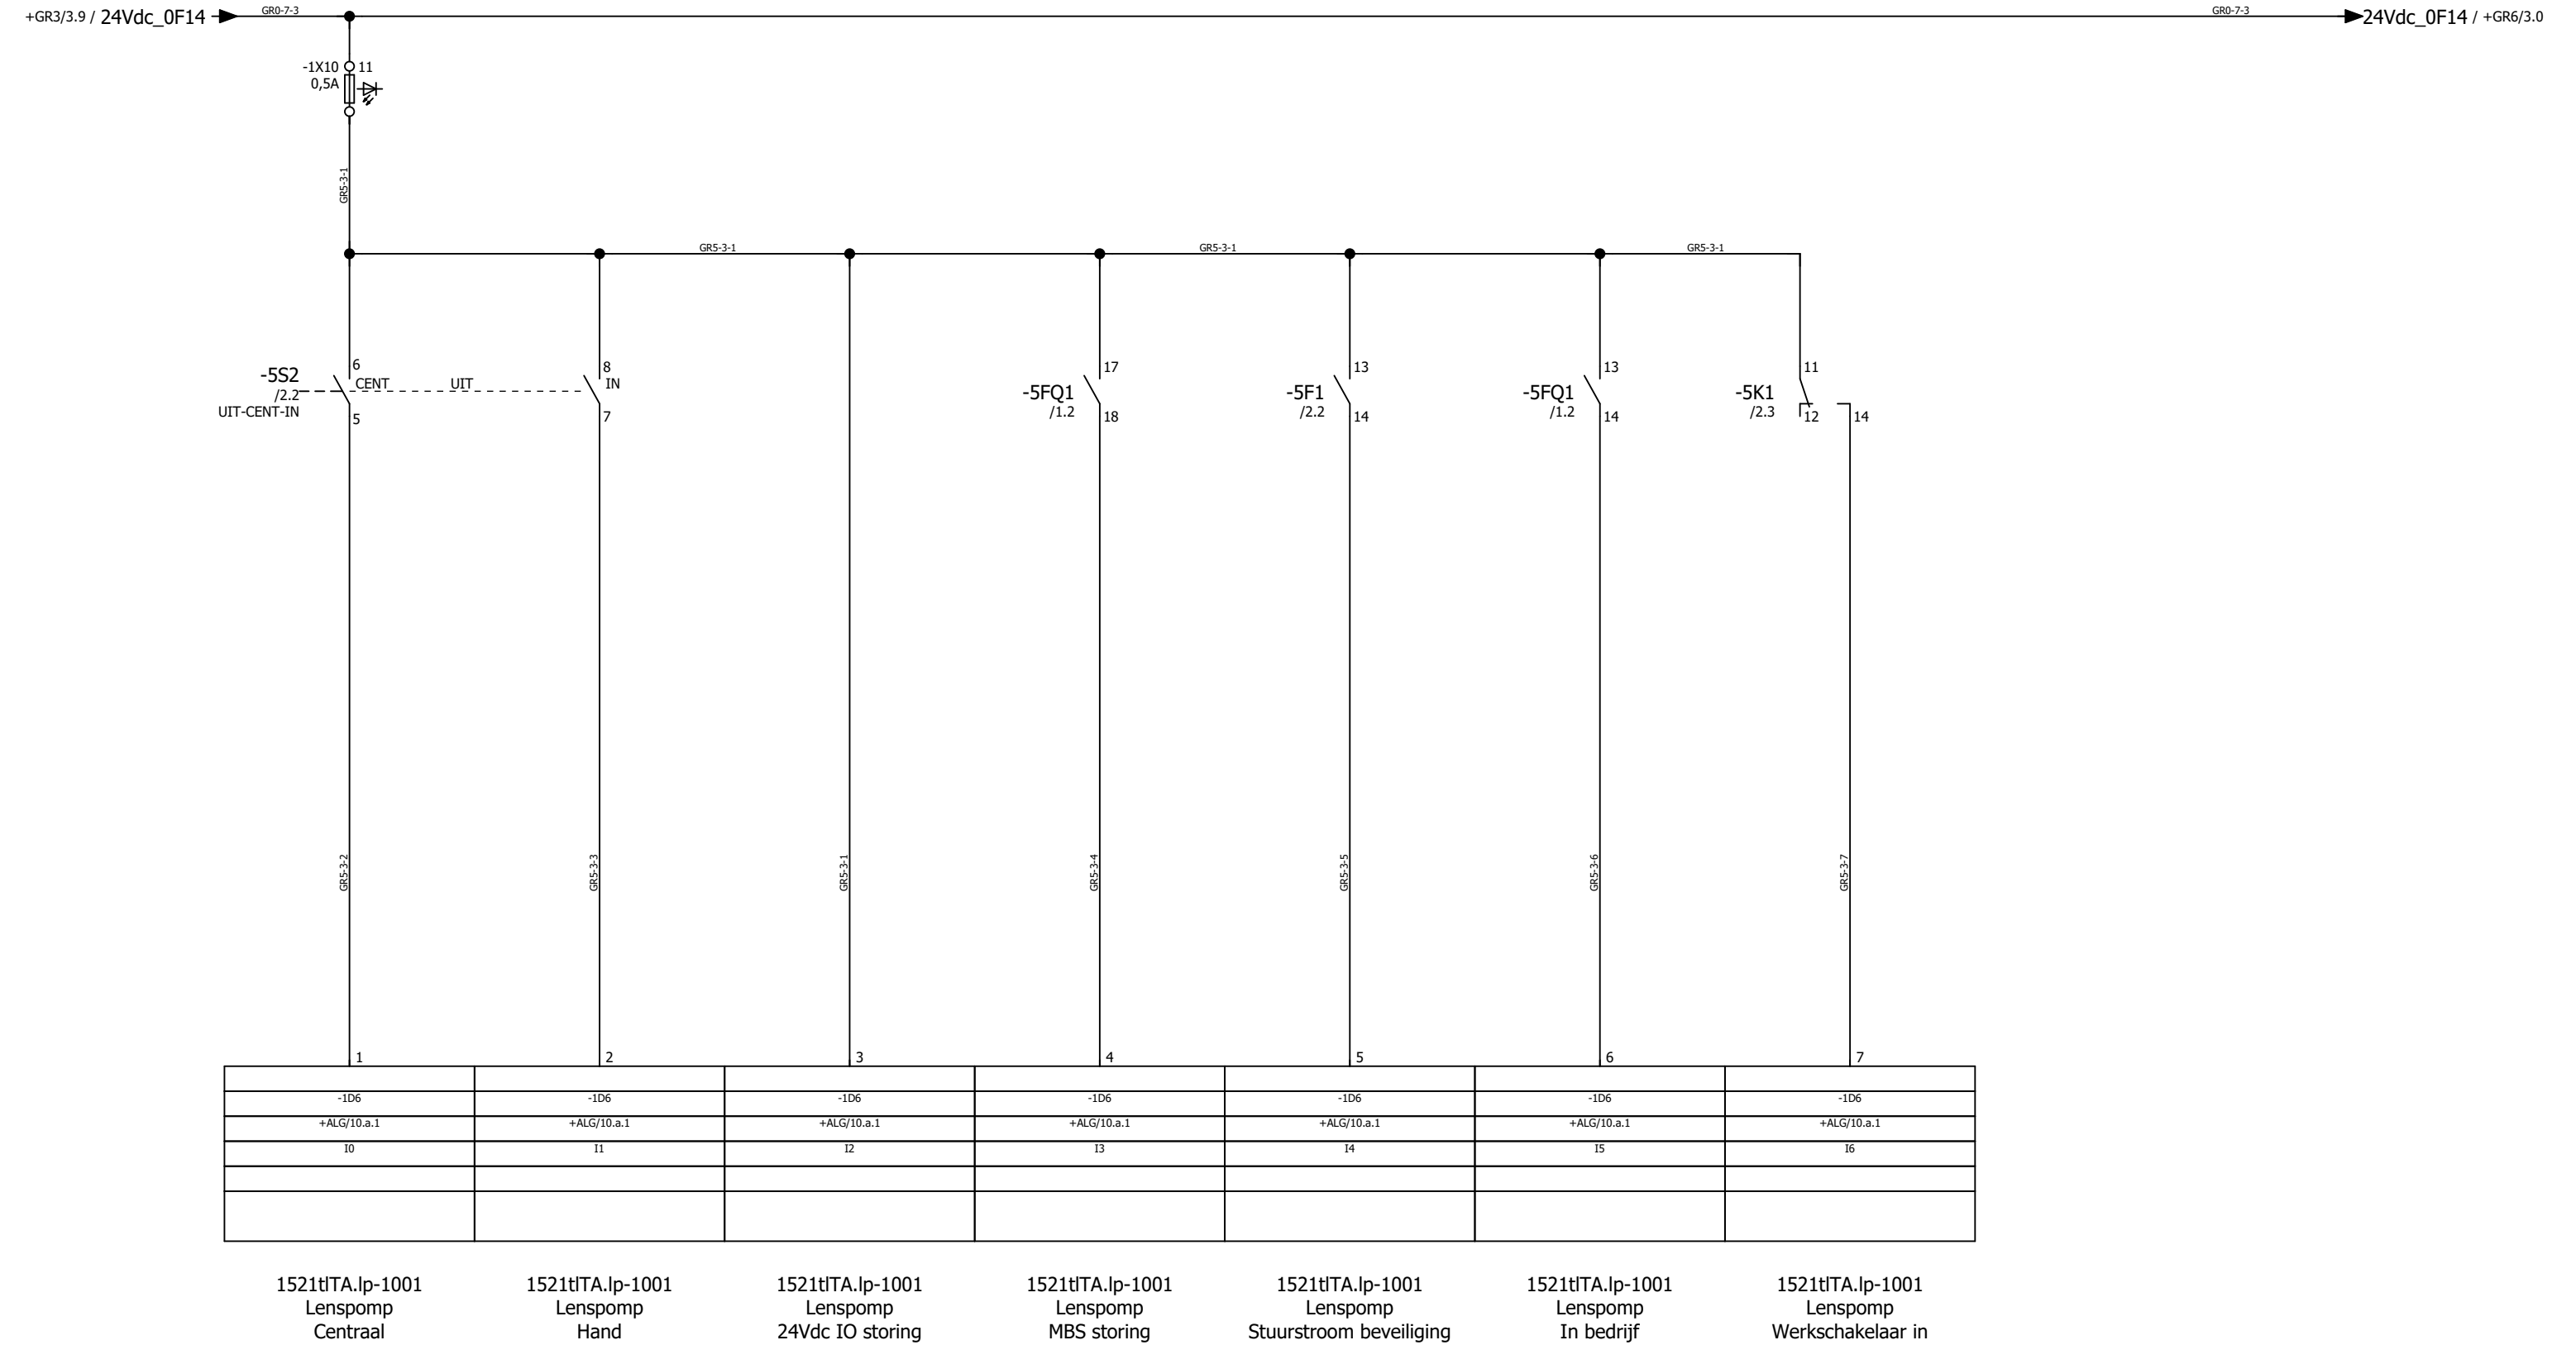 +GR3/3.9 / 24Vdc_0F14
GR0-7-3
GR0-7-3
24Vdc_0F14 / +GR6/3.0
-1X10
11
0,5A
GR5-3-1
GR5-3-1
GR5-3-1
GR5-3-1
-5S2
/2.2
UIT-CENT-IN
6
CENT
5
UIT
8
IN
7
-5FQ1
/1.2
17
18
-5F1
/2.2
13
14
-5FQ1
/1.2
13
14
-5K1
/2.3
11
12
14
GR5-3-2
GR5-3-3
GR5-3-1
GR5-3-4
GR5-3-5
GR5-3-6
GR5-3-7
1 2 3 4 5 6 7
-1D6 -1D6 -1D6 -1D6 -1D6 -1D6 -1D6
+ALG/10.a.1 +ALG/10.a.1 +ALG/10.a.1 +ALG/10.a.1 +ALG/10.a.1 +ALG/10.a.1 +ALG/10.a.1
I0 I1 I2 I3 I4 I5 I6
1521tlTA.lp-1001
Lenspomp
Centraal
1521tlTA.lp-1001
Lenspomp
Hand
1521tlTA.lp-1001
Lenspomp
24Vdc IO storing
1521tlTA.lp-1001
Lenspomp
MBS storing
1521tlTA.lp-1001
Lenspomp
Stuurstroom beveiliging
1521tlTA.lp-1001
Lenspomp
In bedrijf
1521tlTA.lp-1001
Lenspomp
Werkschakelaar in